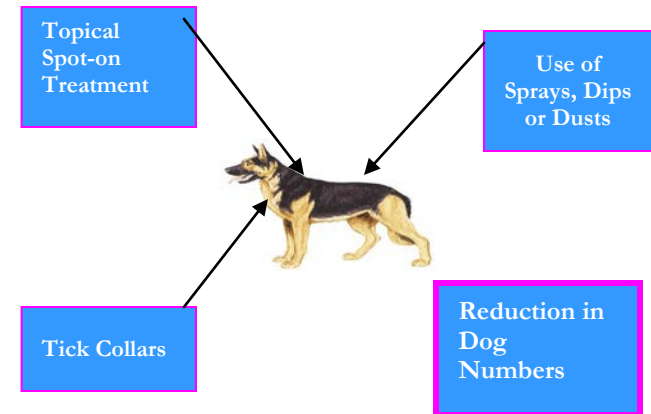 Topical
Spot-on
Treatment
Use of
Sprays, Dips
or Dusts
Tick Collars
Reduction in
Dog
Numbers